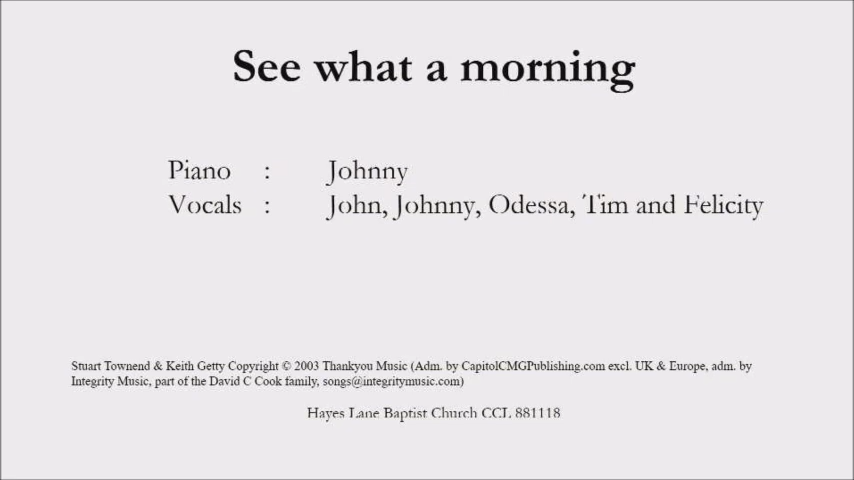 See what a morning
Piano : Johnny
Vocals : John, Johnny, Odessa, Tim and Felicity
Stuart Townend & Keith Getty Copyright © 2003 Thankyou Music (Adm. by CapitolCMGPublishing.com excl. UK & Europe, adm. by
Integrity Music, part of the David C Cook family, songs@integritymusic.com)
Hayes Lane Baptist Church CCL 881118